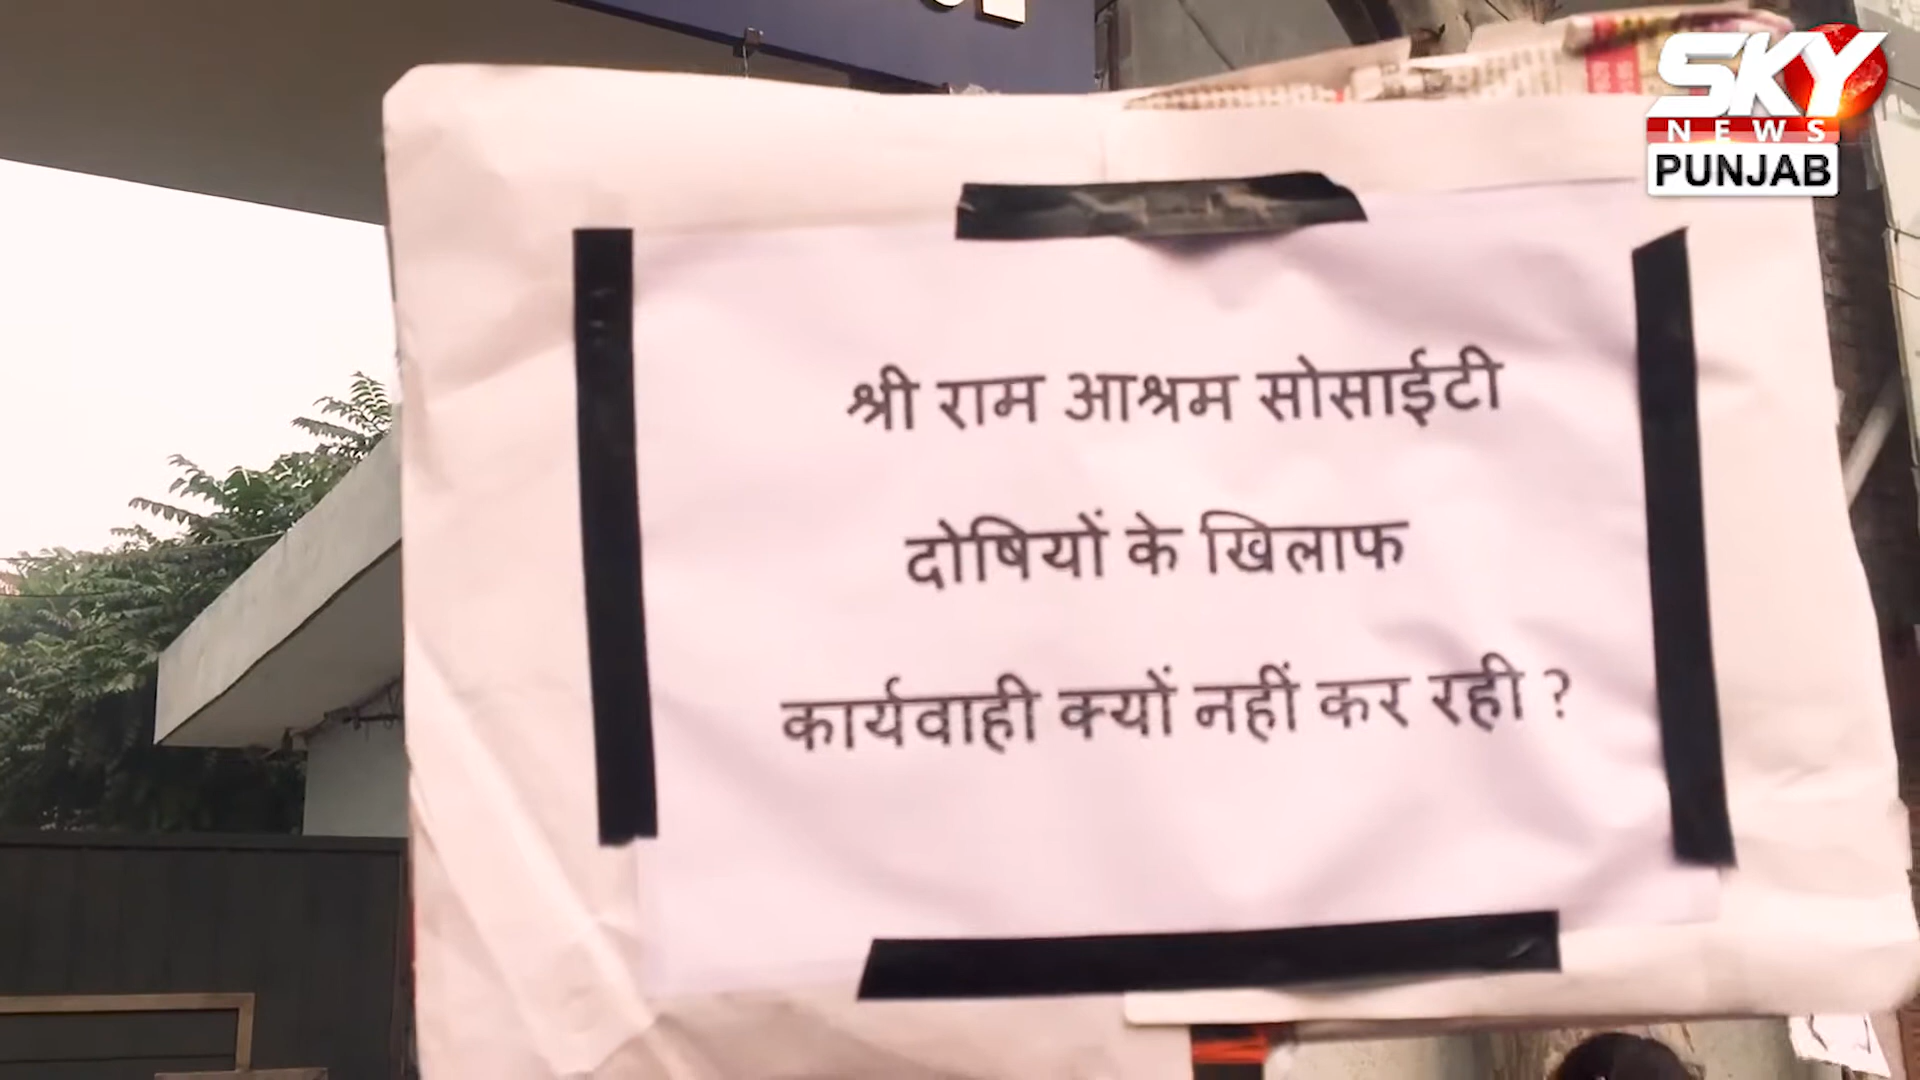 SKY
NEWS
PUNJAB
श्री राम आश्रम सोसाईटी
दोषियों के खिलाफ
कार्यवाही क्यों नहीं कर रही ?